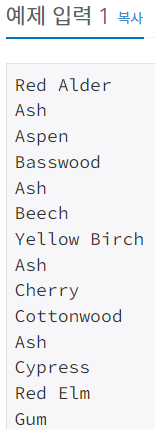 예제 입력 1 복사
Red Alder
Ash
Aspen
Basswood
Ash
Beech
Yellow Birch
Ash
Cherry
Cottonwood
Ash
Cypress
Red Elm
Gum